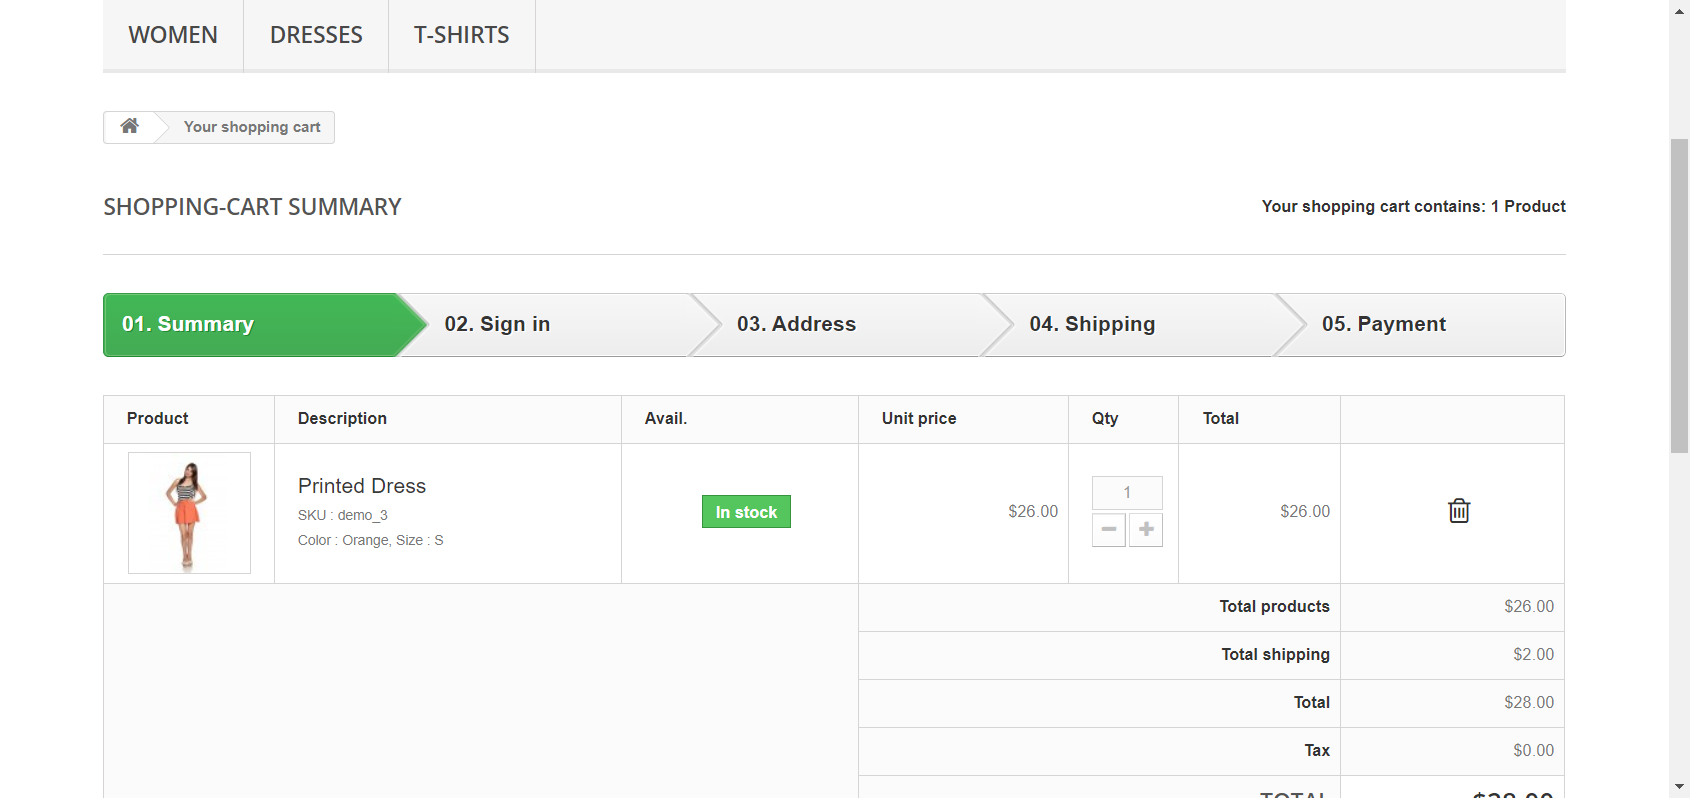 WOMEN DRESSES T-SHIRTS
Your shopping cart
SHOPPING-CART SUMMARY
Your shopping cart contains: 1 Product
01. Summary 02. Sign in 03. Address 04. Shipping 05. Payment
Product Description Avail. Unit price Qty Total
Printed Dress
SKU : demo_3
Color : Orange, Size : S
In stock
$26.00
1
$26.00
Total products $26.00
Total shipping $2.00
Total $28.00
Tax $0.00
TOTAL $28.00